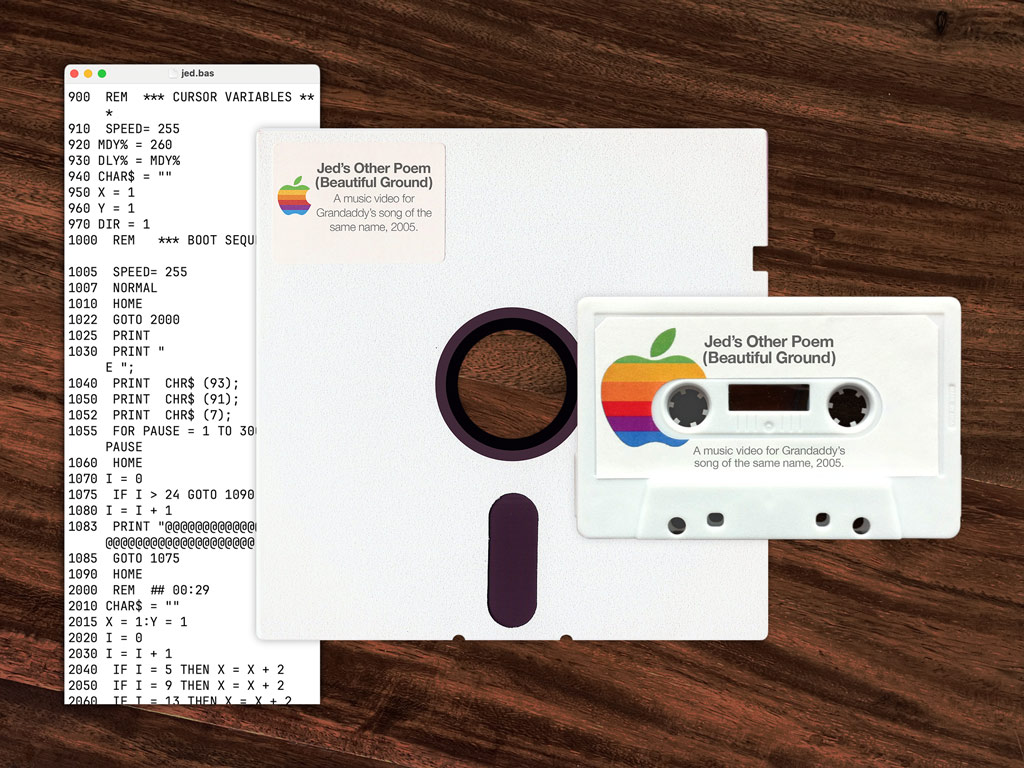 jed.bas
900 REM *** CURSOR VARIABLES **
*
910 SPEED= 255
920 MDY% = 260
930 DLY% = MDY%
940 CHAR$ = ""
950 X = 1
960 Y = 1
970 DIR = 1
1000 REM *** BOOT SEQU
1005 SPEED= 255
1007 NORMAL
1010 HOME
1022 GOTO 2000
1025 PRINT
1030 PRINT "
E ";
1040 PRINT CHR$ (93);
1050 PRINT CHR$ (91);
1052 PRINT CHR$ (7);
1055 FOR PAUSE = 1 TO 300
PAUSE
1060 HOME
1070 I = 0
1075 IF I > 24 GOTO 1090
1080 I = I + 1
1083 PRINT "@@@@@@@@@@@@@
@@@@@@@@@@@@@@@@@@@@
1085 GOTO 1075
1090 HOME
2000 REM ## 00:29
2010 CHAR$ = ""
2015 X = 1:Y = 1
2020 I = 0
2030 I = I + 1
2040 IF I = 5 THEN X = X + 2
2050 IF I = 9 THEN X = X + 2
2060 IF I = 13 THEN X = X + 2
Jed's Other Poem
(Beautiful Ground)
A music video for
Grandaddy's song of the
same name, 2005.
Jed's Other Poem
(Beautiful Ground)
A music video for Grandaddy's
song of the same name, 2005.